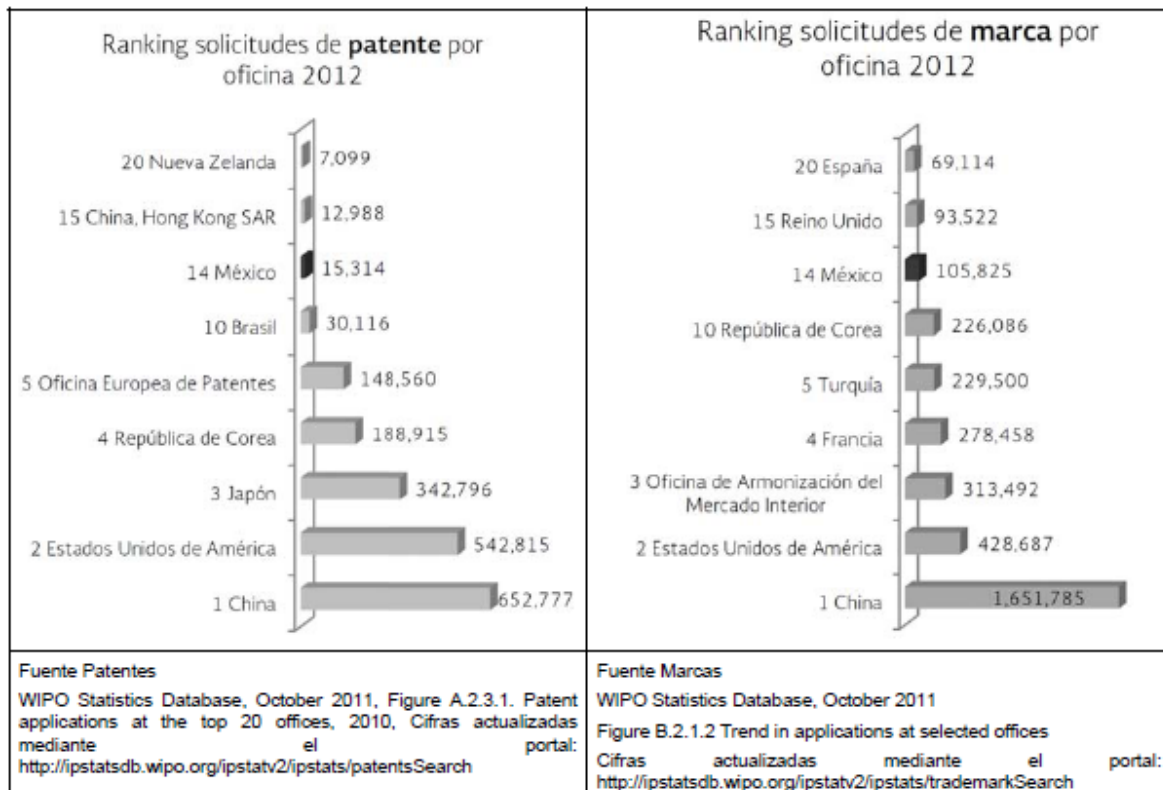 Ranking solicitudes de patente por
oficina 2012
20 Nueva Zelanda 7,099
15 China, Hong Kong SAR 12,988
14 México 15,314
10 Brasil 30,116
5 Oficina Europea de Patentes 148,560
4 República de Corea 188,915
3 Japón 342,796
2 Estados Unidos de América 542,815
1 China 652,777
Fuente Patentes
WIPO Statistics Database, October 2011, Figure A.2.3.1. Patent
applications at the top 20 offices, 2010, Cifras actualizadas
mediante el portal:
http://ipstatsdb.wipo.org/ipstatv2/ipstats/patentsSearch
Ranking solicitudes de marca por
oficina 2012
20 España 69,114
15 Reino Unido 93,522
14 México 105,825
10 República de Corea 226,086
5 Turquía 229,500
4 Francia 278,458
3 Oficina de Armonización del
Mercado Interior 313,492
2 Estados Unidos de América 428,687
1 China 1,651,785
Fuente Marcas
WIPO Statistics Database, October 2011
Figure B.2.1.2 Trend in applications at selected offices
Cifras actualizadas mediante el portal:
http://ipstatsdb.wipo.org/ipstatv2/ipstats/trademarkSearch